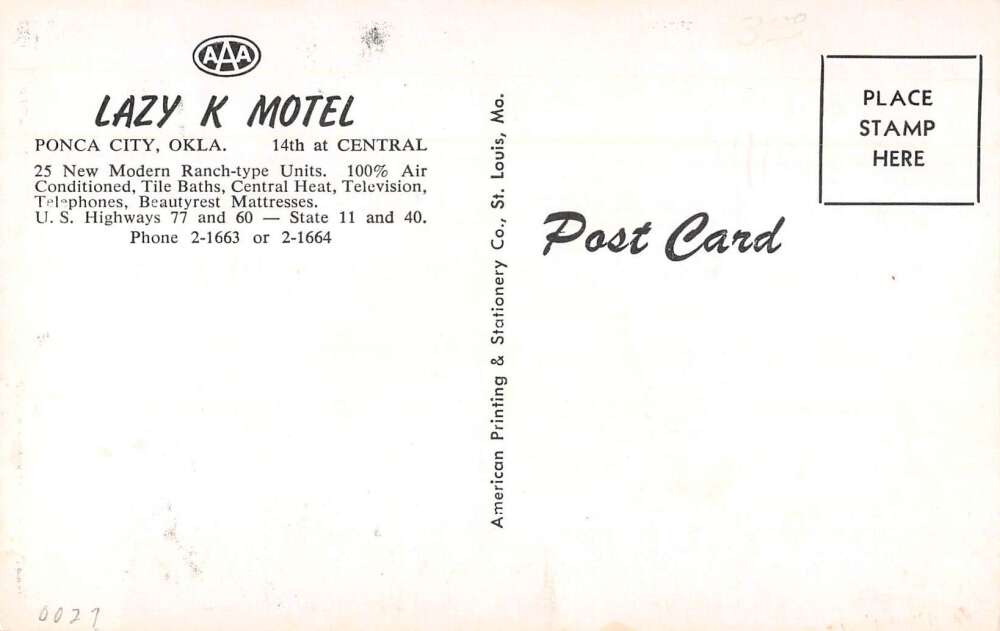 AAA
LAZY K MOTEL
PONCA CITY, OKLA. 14th at CENTRAL
25 New Modern Ranch-type Units. 100% Air
Conditioned, Tile Baths, Central Heat, Television,
Telephones, Beautyrest Mattresses.
U. S. Highways 77 and 60 — State 11 and 40.
Phone 2-1663 or 2-1664
American Printing & Stationery Co., St. Louis, Mo.
PLACE
STAMP
HERE
Post Card
0027